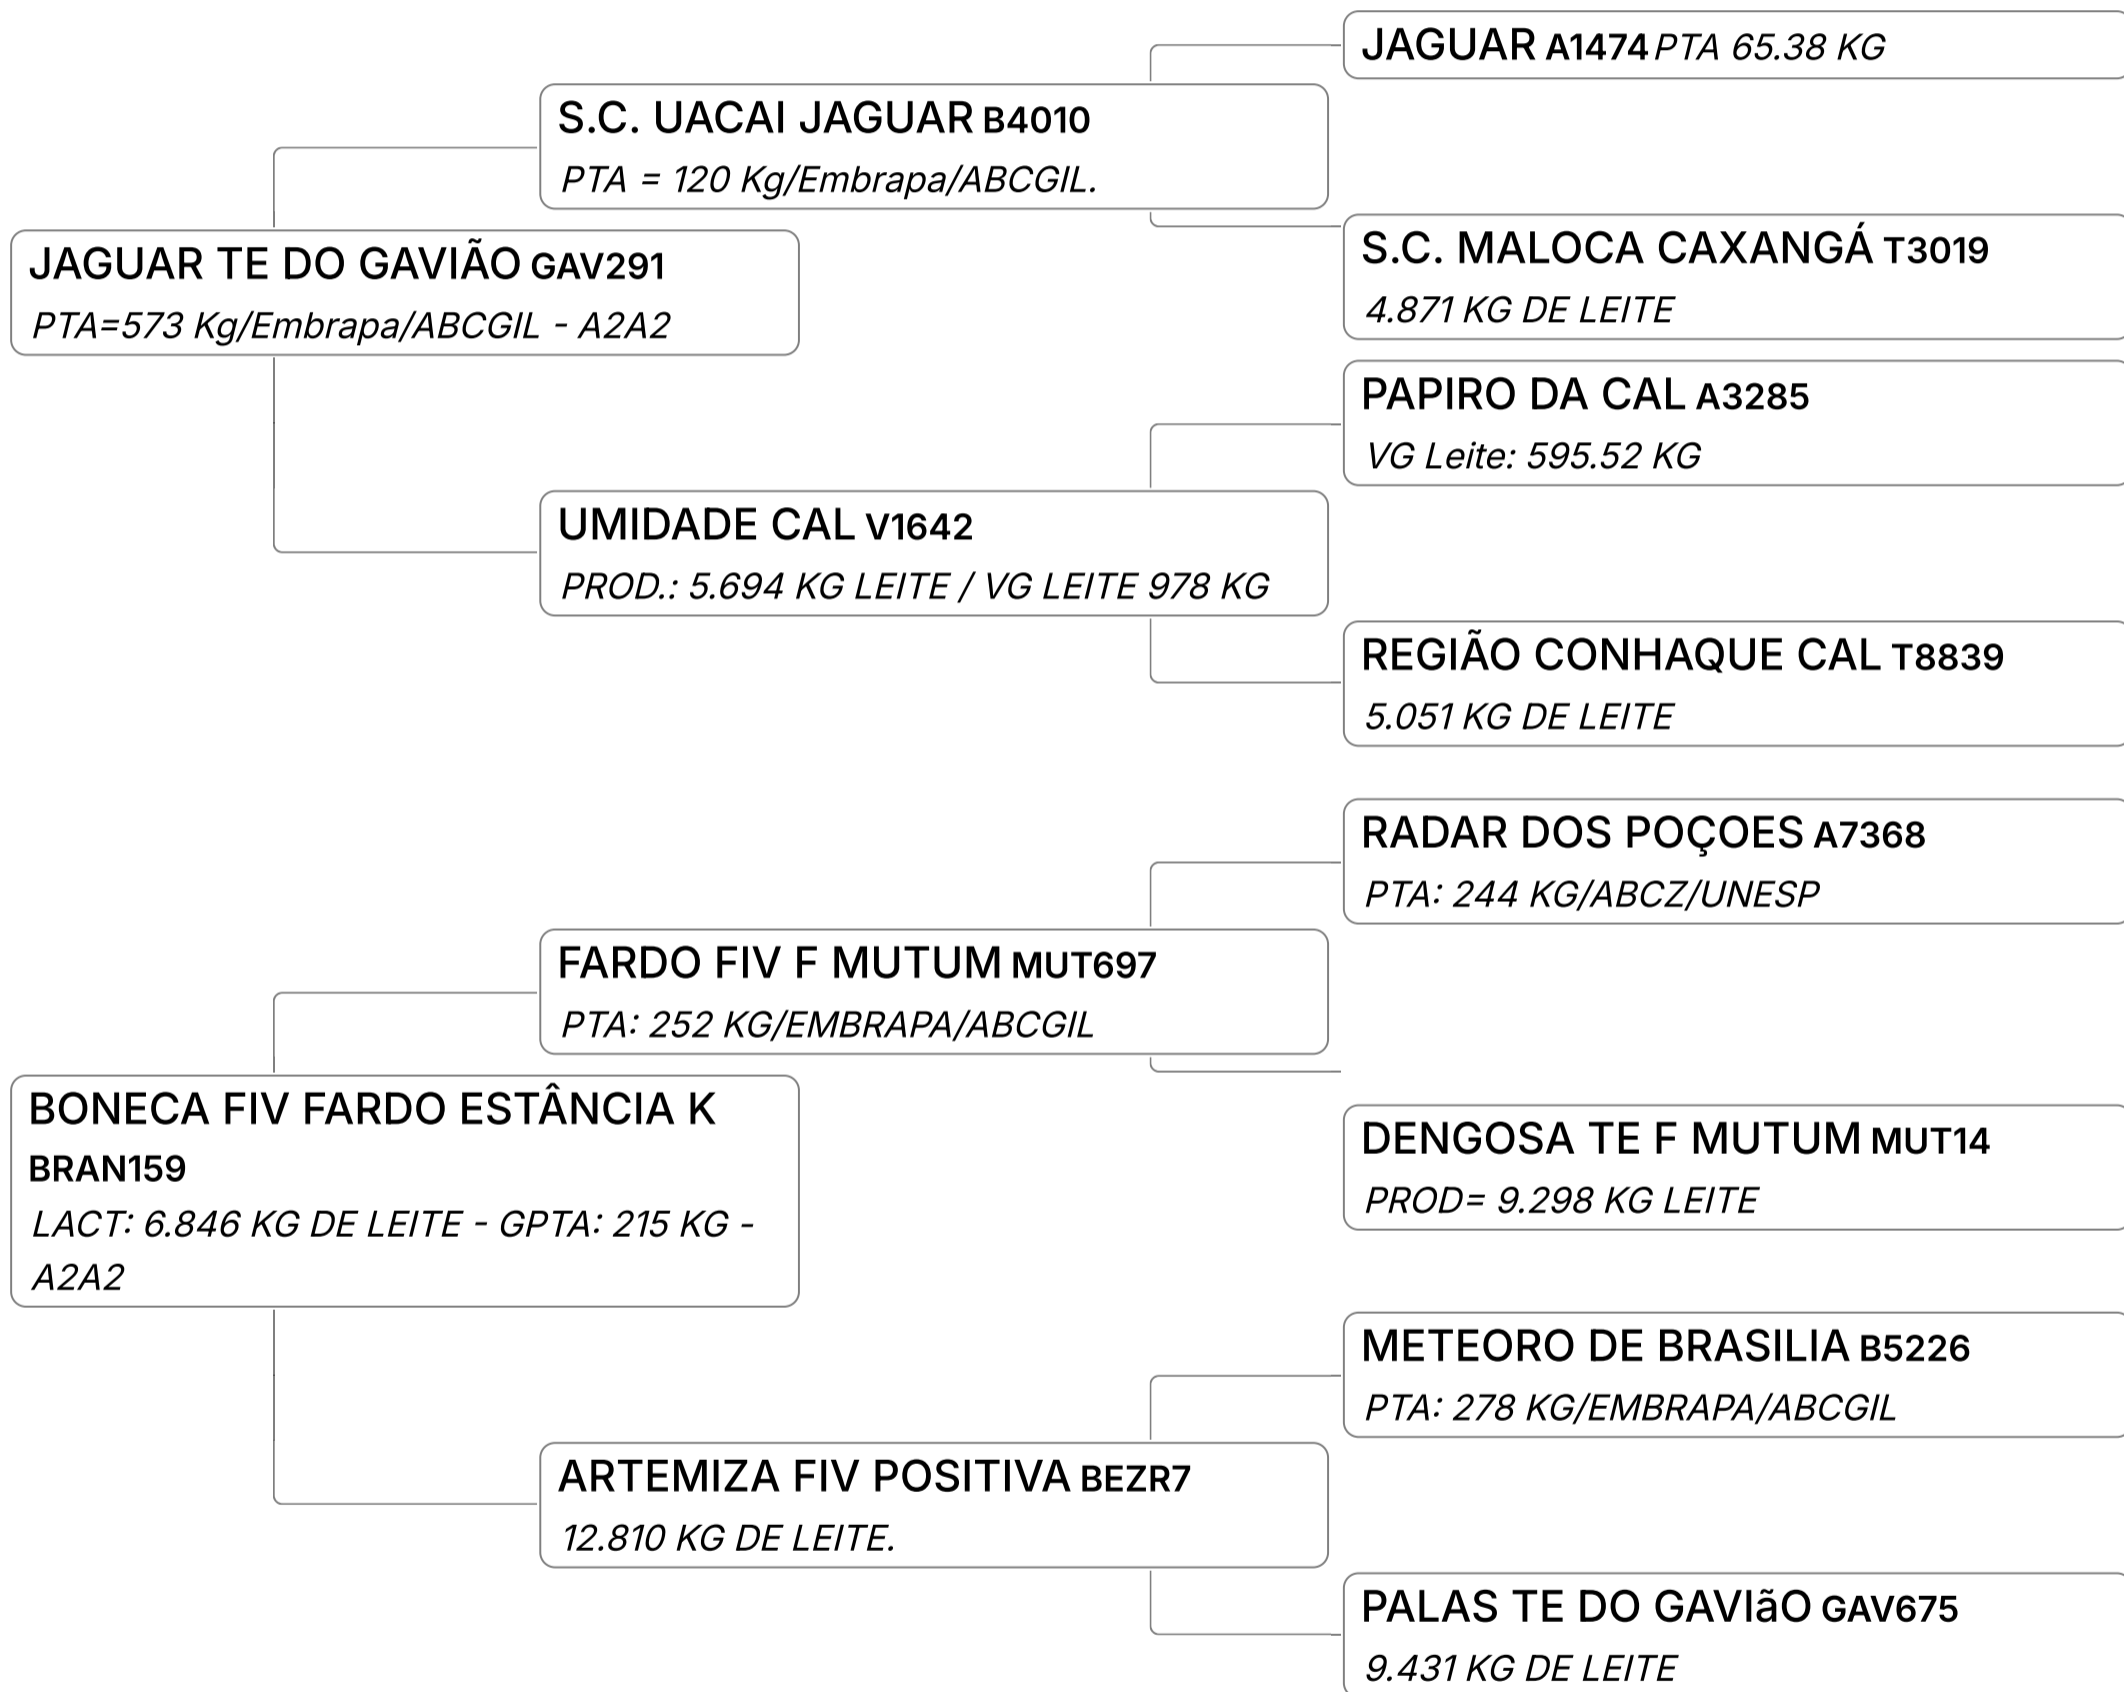 JAGUAR A1474 PTA 65.38 KG
S.C. UACAI JAGUAR B4010
PTA = 120 Kg/Embrapa/ABCGIL.
S.C. MALOCA CAXANGÁ T3019
4.871 KG DE LEITE
JAGUAR TE DO GAVIÃO GAV291
PTA=573 Kg/Embrapa/ABCGIL - A2A2
PAPIRO DA CAL A3285
VG Leite: 595.52 KG
UMIDADE CAL V1642
PROD.: 5.694 KG LEITE / VG LEITE 978 KG
REGIÃO CONHAQUE CAL T8839
5.051 KG DE LEITE
RADAR DOS POÇOES A7368
PTA: 244 KG/ABCZ/UNESP
FARDO FIV F MUTUM MUT697
PTA: 252 KG/EMBRAPA/ABCGIL
DENGOSA TE F MUTUM MUT14
PROD= 9.298 KG LEITE
BONECA FIV FARDO ESTÂNCIA K
BRAN159
LACT: 6.846 KG DE LEITE - GPTA: 215 KG -
A2A2
METEORO DE BRASILIA B5226
PTA: 278 KG/EMBRAPA/ABCGIL
ARTEMIZA FIV POSITIVA BEZR7
12.810 KG DE LEITE.
PALAS TE DO GAVIãO GAV675
9.431 KG DE LEITE